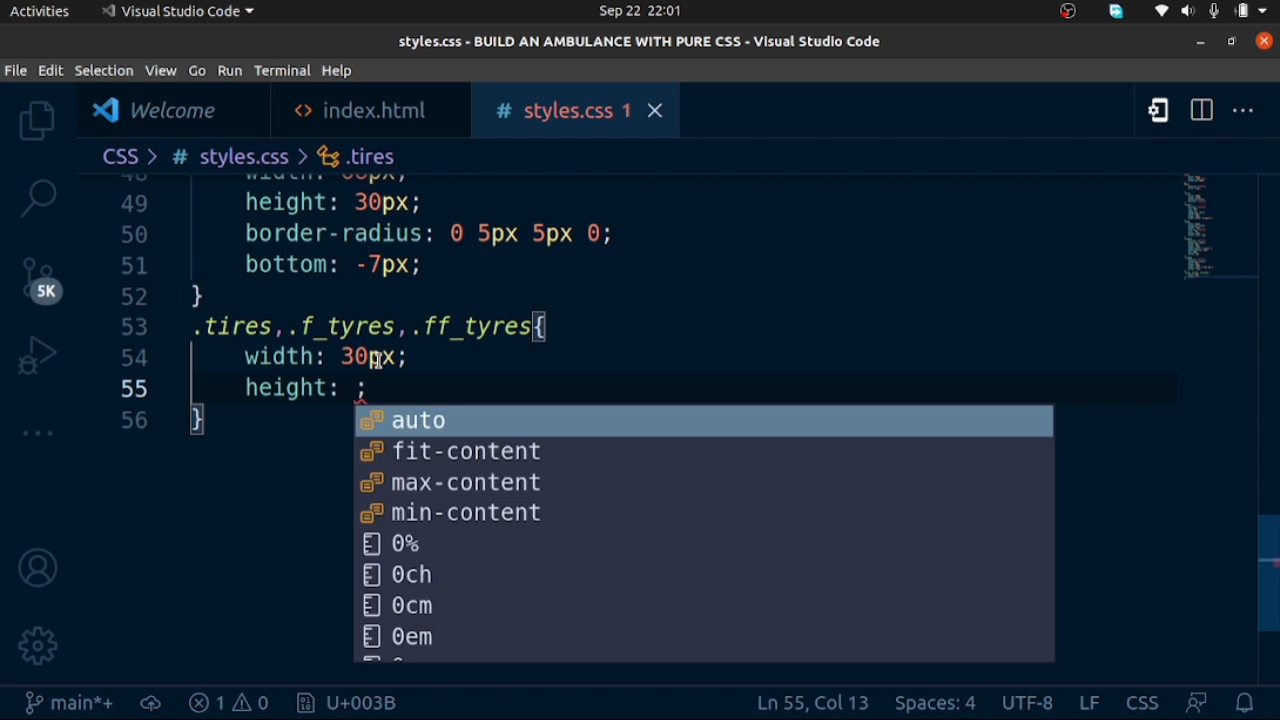 Activities Visual Studio Code Sep 22 22:01
styles.css - BUILD AN AMBULANCE WITH PURE CSS - Visual Studio Code
File Edit Selection View Go Run Terminal Help
Welcome <> index.html # styles.css 1
CSS > # styles.css > .tires
49 height: 30px;
50 border-radius: 0 5px 5px 0;
51 bottom: -7px;
52 }
53 .tires,.f_tyres,.ff_tyres{
54 width: 30px;
55 height: ;
56 }
auto
fit-content
max-content
min-content
0%
0ch
0cm
0em
5K
main*+ 1 0 U+003B Ln 55, Col 13 Spaces: 4 UTF-8 LF CSS